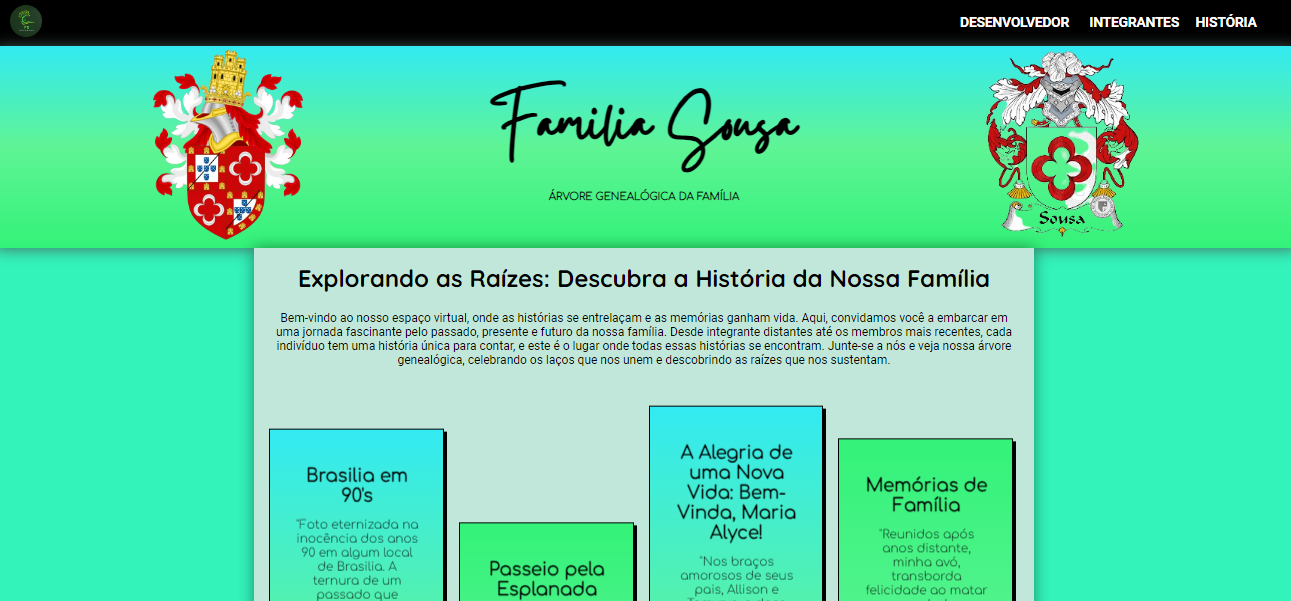 DESENVOLVEDOR INTEGRANTES HISTÓRIA
Familia Sousa
ÁRVORE GENEALÓGICA DA FAMÍLIA
Sousa
Explorando as Raízes: Descubra a História da Nossa Família
Bem-vindo ao nosso espaço virtual, onde as histórias se entrelaçam e as memórias ganham vida. Aqui, convidamos você a embarcar em
uma jornada fascinante pelo passado, presente e futuro da nossa família. Desde integrante distantes até os membros mais recentes, cada
indivíduo tem uma história única para contar, e este é o lugar onde todas essas histórias se encontram. Junte-se a nós e veja nossa árvore
genealógica, celebrando os laços que nos unem e descobrindo as raízes que nos sustentam.
Brasilia em
90's
"Foto eternizada na
inocência dos anos
90 em algum local
de Brasilia. A
ternura de um
passado que
Passeio pela
Esplanada
A Alegria de
uma Nova
Vida: Bem-
Vinda, Maria
Alyce!
"Nos braços
amorosos de seus
pais, Allison e
Memórias de
Família
"Reunidos após
anos distante,
minha avó,
transborda
felicidade ao matar